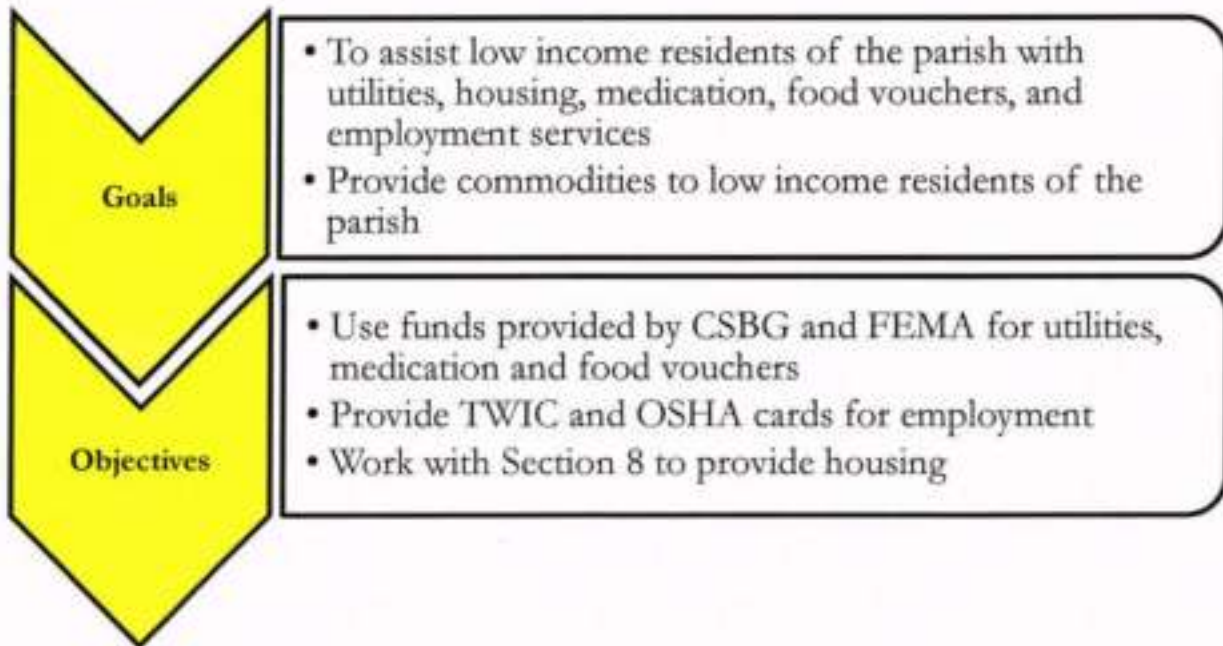 Goals
• To assist low income residents of the parish with
utilities, housing, medication, food vouchers, and
employment services
• Provide commodities to low income residents of the
parish
Objectives
• Use funds provided by CSBG and FEMA for utilities,
medication and food vouchers
• Provide TWIC and OSHA cards for employment
• Work with Section 8 to provide housing